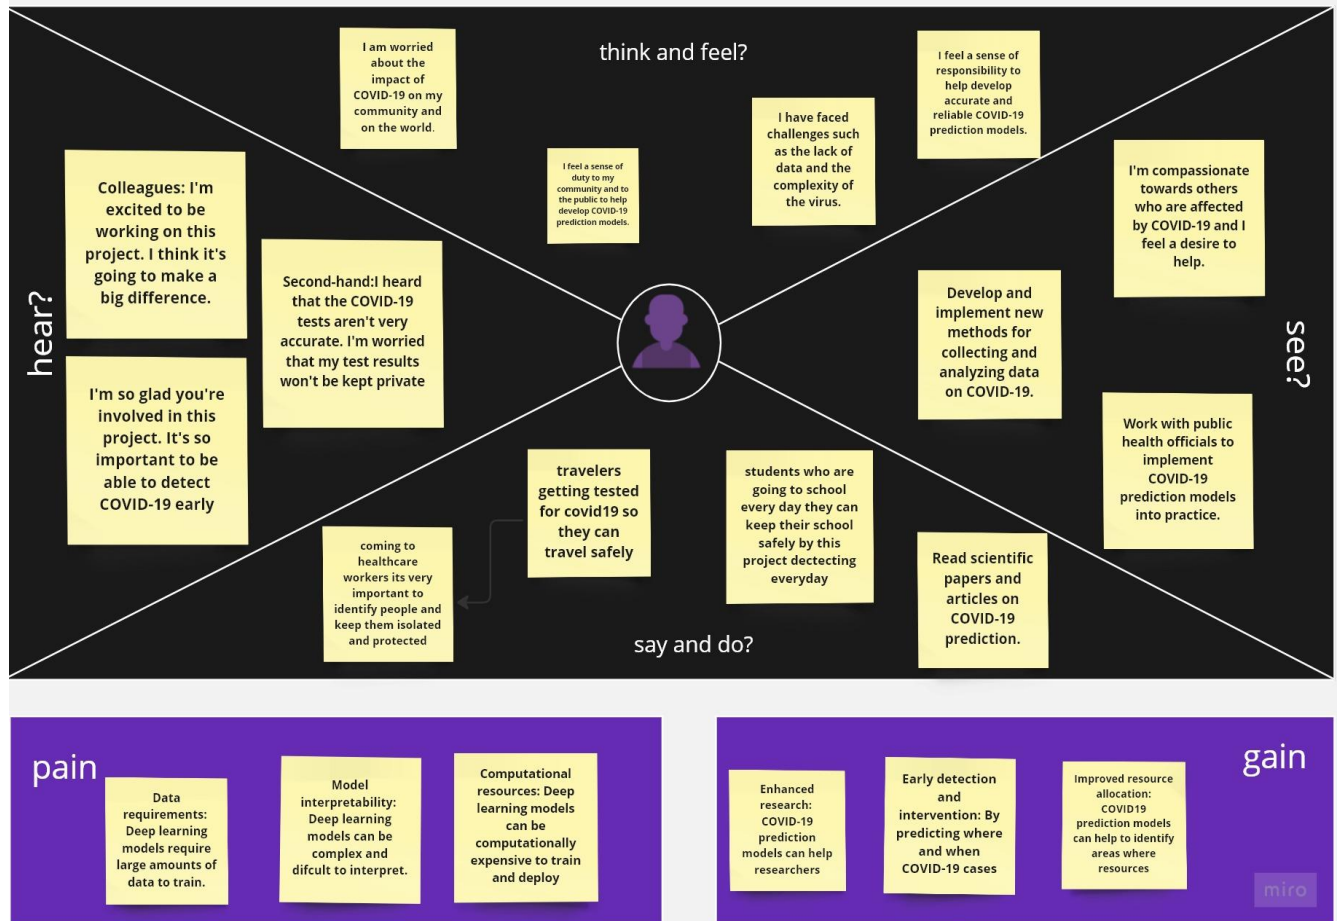 think and feel?
I am worried
about the
impact of
COVID-19 on my
community and
on the world.
I feel a sense of
duty to my
community and to
the public to help
develop COVID-19
prediction models.
I have faced
challenges such
as the lack of
data and the
complexity of
the virus.
I feel a sense of
responsibility to
help develop
accurate and
reliable COVID-19
prediction models.
hear?
Colleagues: I'm
excited to be
working on this
project. I think it's
going to make a
big difference.
Second-hand:I heard
that the COVID-19
tests aren't very
accurate. I'm worried
that my test results
won't be kept private
I'm so glad you're
involved in this
project. It's so
important to be
able to detect
COVID-19 early
see?
I'm compassionate
towards others
who are affected
by COVID-19 and I
feel a desire to
help.
Develop and
implement new
methods for
collecting and
analyzing data
on COVID-19.
Work with public
health officials to
implement
COVID-19
prediction models
into practice.
travelers
getting tested
for covid19 so
they can
travel safely
students who are
going to school
every day they can
keep their school
safely by this
project dectecting
everyday
coming to
healthcare
workers its very
important to
identify people and
keep them isolated
and protected
Read scientific
papers and
articles on
COVID-19
prediction.
say and do?
pain
Data
requirements:
Deep learning
models require
large amounts of
data to train.
Model
interpretability:
Deep learning
models can be
complex and
difcult to interpret.
Computational
resources: Deep
learning models
can be
computationally
expensive to train
and deploy
gain
Enhanced
research:
COVID-19
prediction
models can help
researchers
Early detection
and
intervention: By
predicting where
and when
COVID-19 cases
Improved resource
allocation:
COVID19
prediction models
can help to identify
areas where
resources
miro